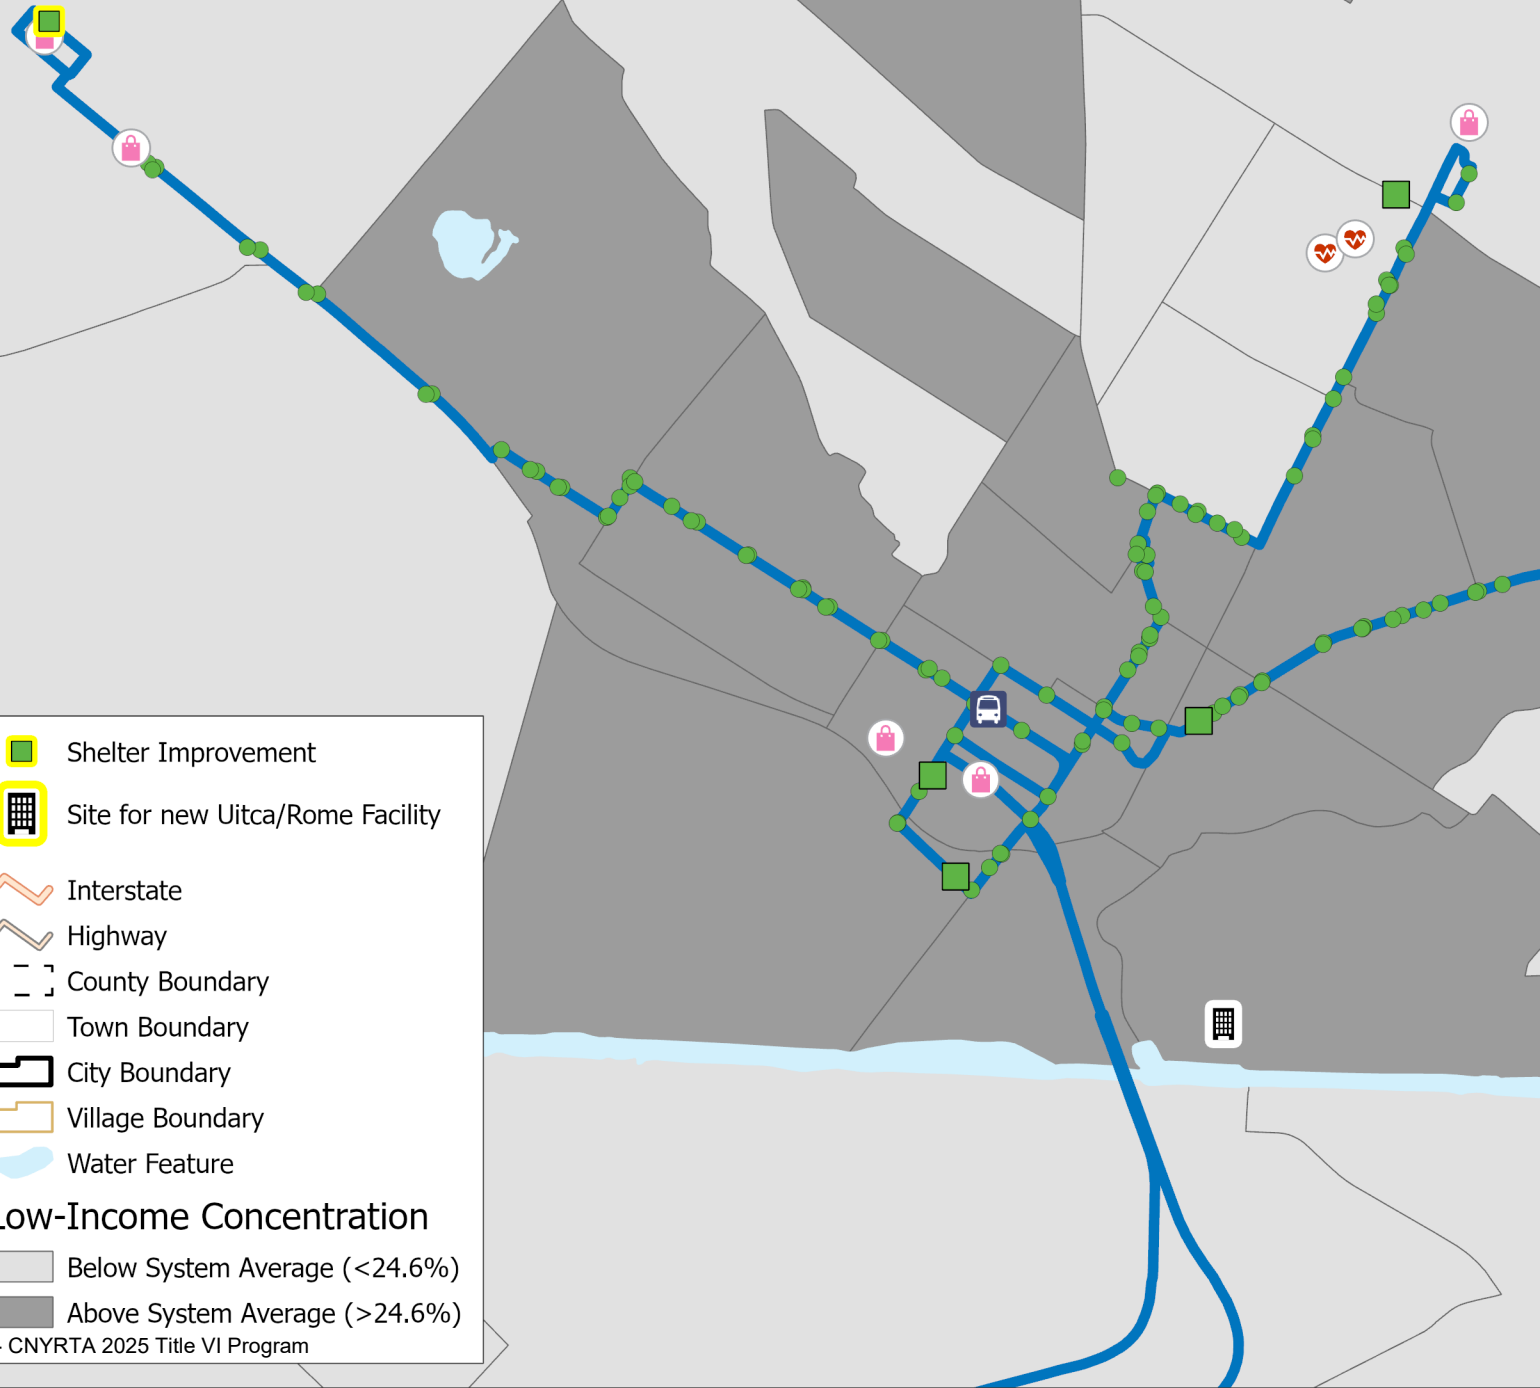 Shelter Improvement
Site for new Uitca/Rome Facility
Interstate
Highway
County Boundary
Town Boundary
City Boundary
Village Boundary
Water Feature
Low-Income Concentration
Below System Average (<24.6%)
Above System Average (>24.6%)
- CNYRTA 2025 Title VI Program